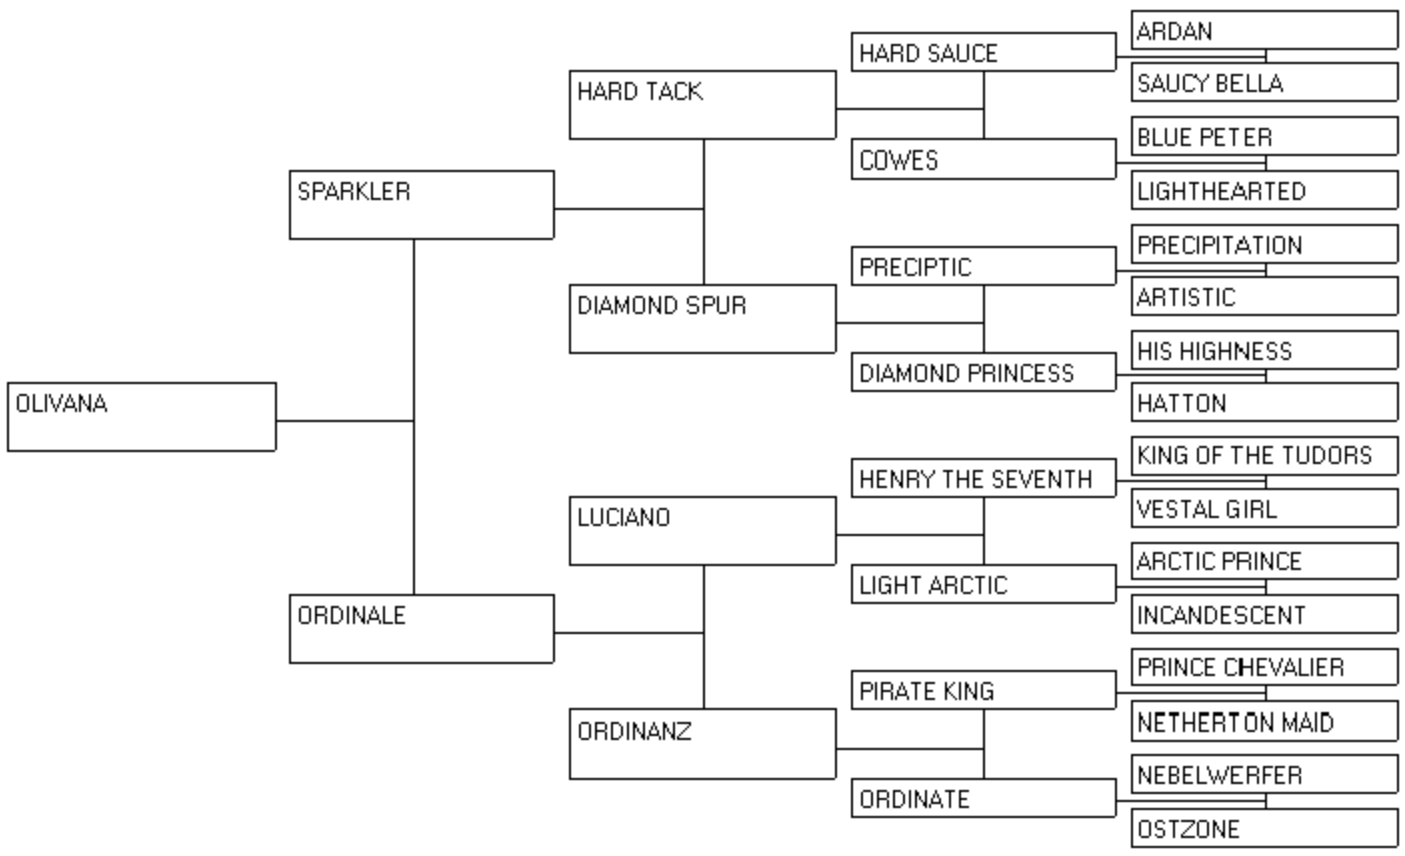 ARDAN
HARD SAUCE
SAUCY BELLA
HARD TACK
BLUE PETER
COWES
LIGHTHEARTED
SPARKLER
PRECIPITATION
PRECIPTIC
ARTISTIC
DIAMOND SPUR
HIS HIGHNESS
DIAMOND PRINCESS
HATTON
OLIVANA
KING OF THE TUDORS
HENRY THE SEVENTH
VESTAL GIRL
LUCIANO
ARCTIC PRINCE
LIGHT ARCTIC
INCANDESCENT
ORDINALE
PRINCE CHEVALIER
PIRATE KING
NETHERTON MAID
ORDINANZ
NEBELWERFER
ORDINATE
OSTZONE